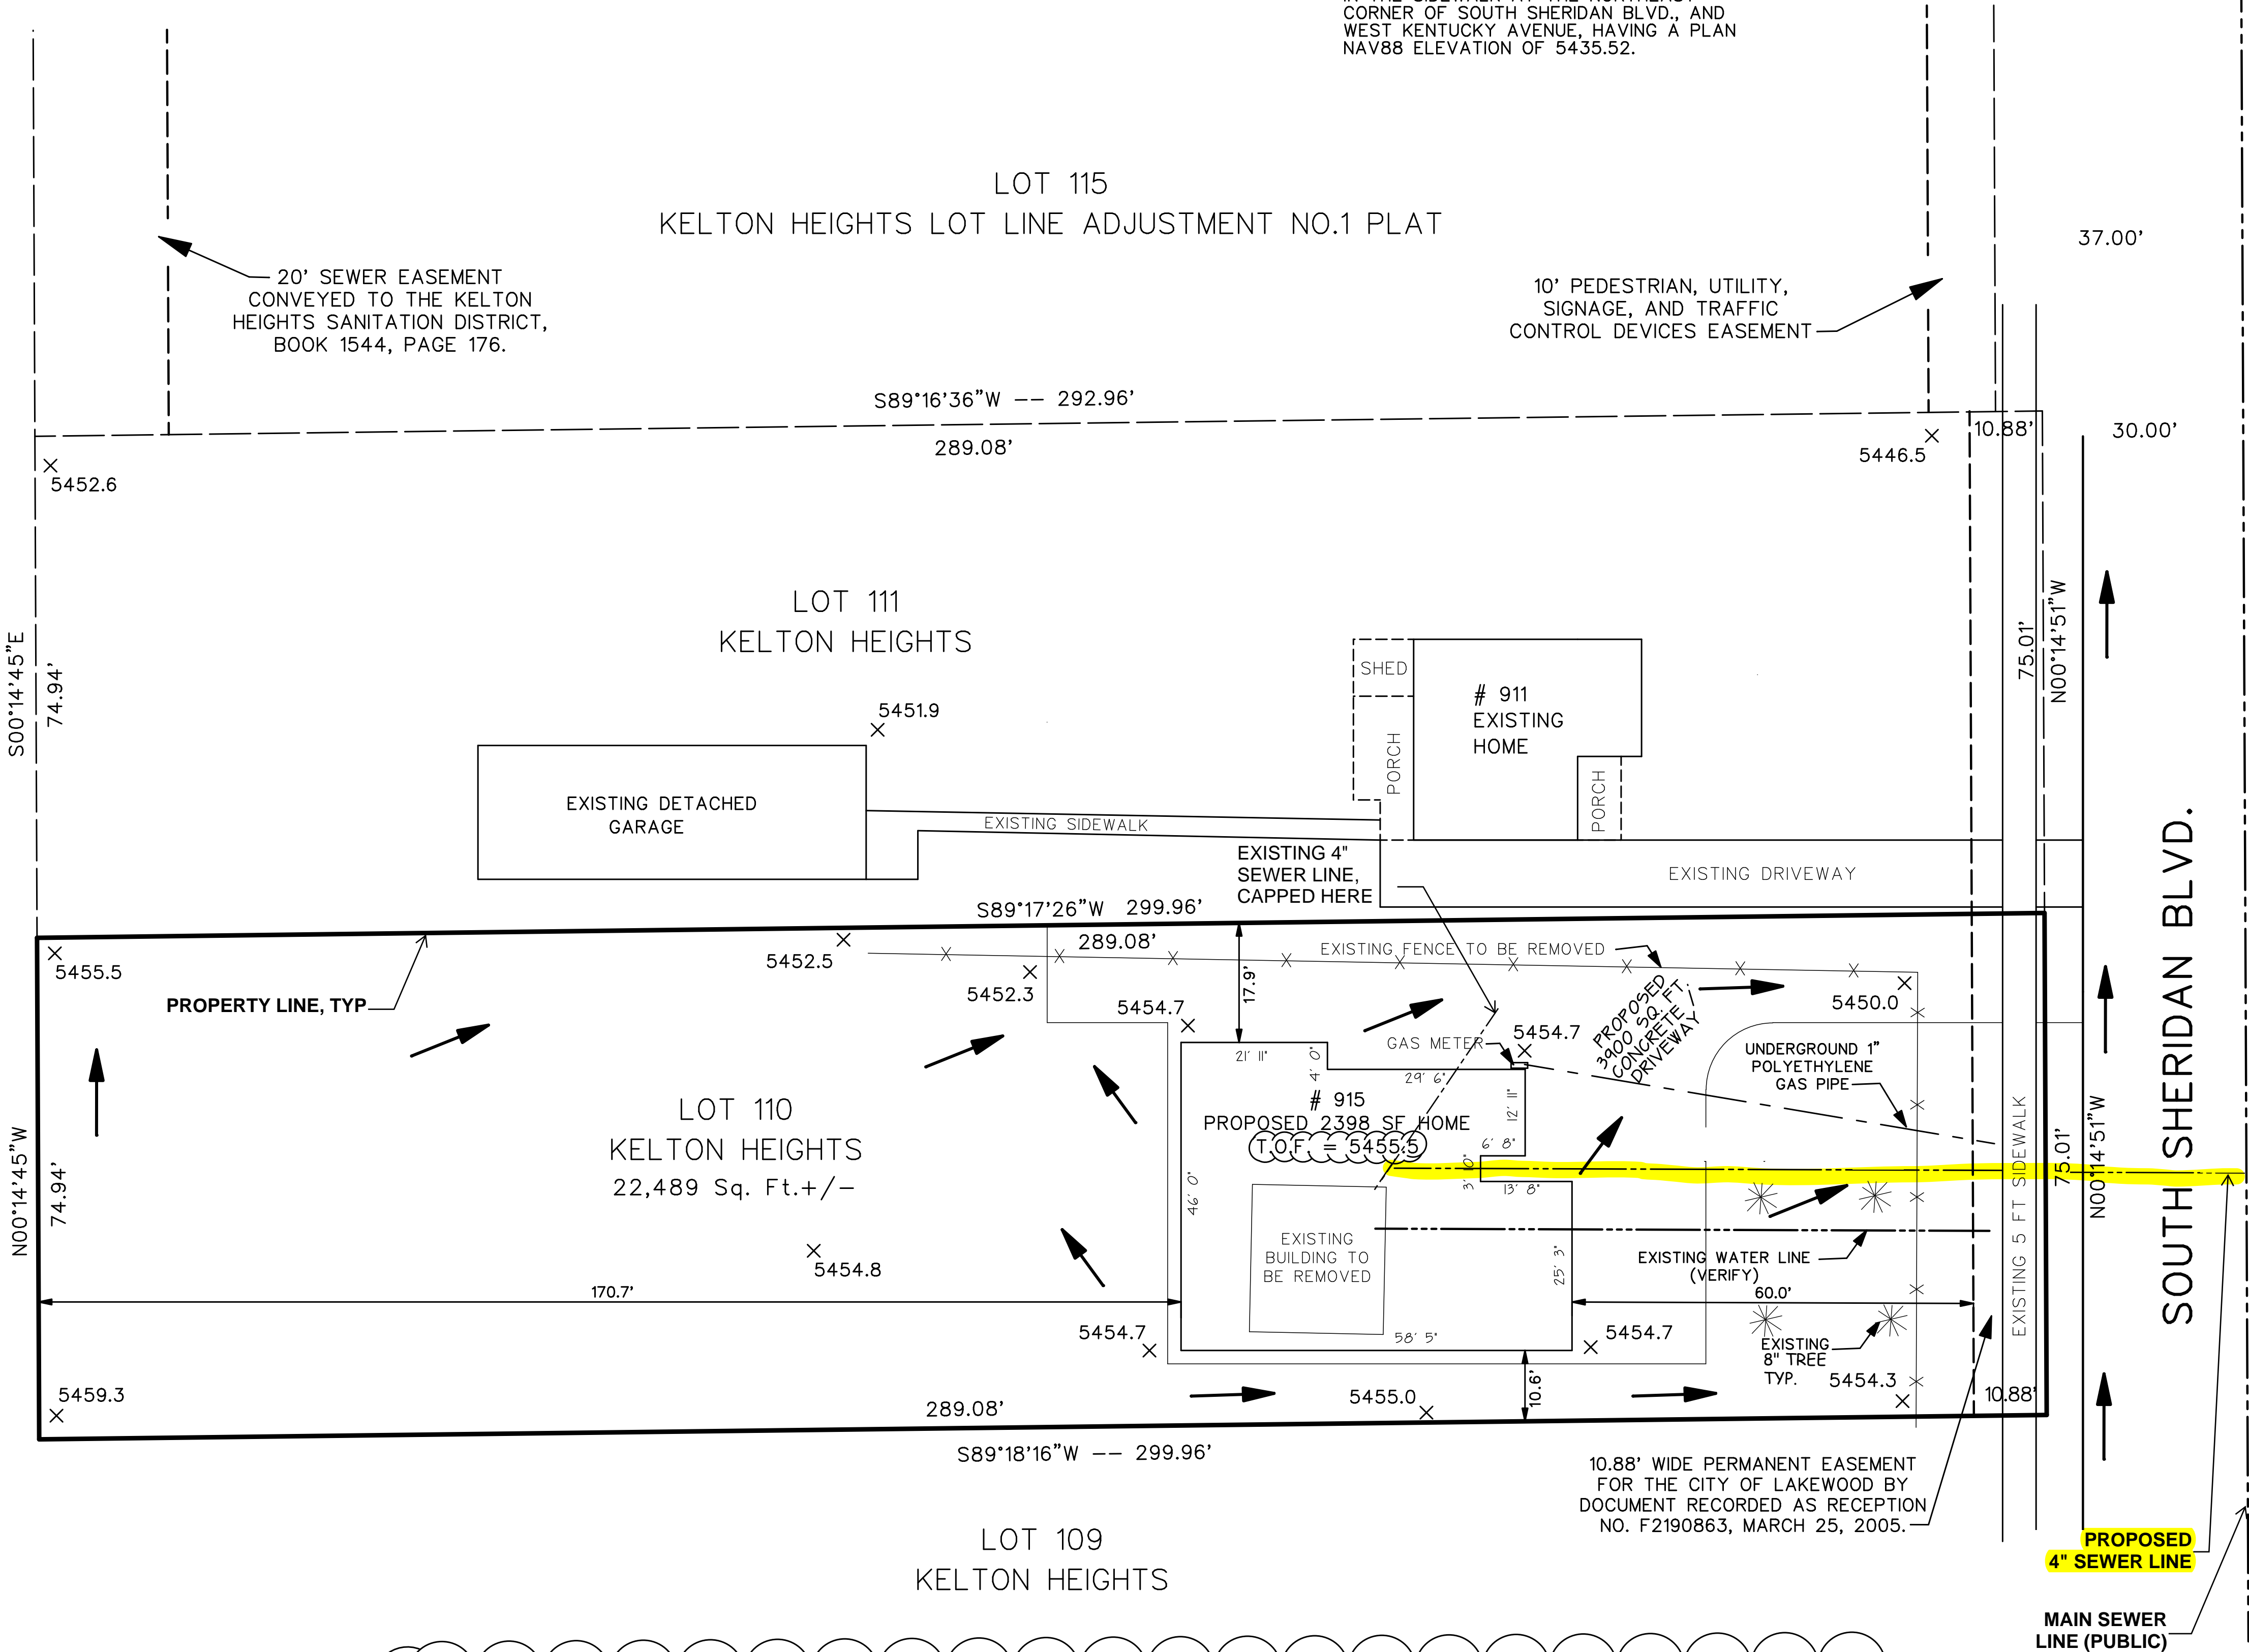 CORNER OF SOUTH SHERIDAN BLVD., AND
WEST KENTUCKY AVENUE, HAVING A PLAN
NAV88 ELEVATION OF 5435.52.
LOT 115
KELTON HEIGHTS LOT LINE ADJUSTMENT NO.1 PLAT
37.00'
20' SEWER EASEMENT
CONVEYED TO THE KELTON
HEIGHTS SANITATION DISTRICT,
BOOK 1544, PAGE 176.
10' PEDESTRIAN, UTILITY,
SIGNAGE, AND TRAFFIC
CONTROL DEVICES EASEMENT
S89°16'36"W -- 292.96'
289.08'
10.88'
30.00'
5446.5
5452.6
LOT 111
KELTON HEIGHTS
S00°14'45"E
74.94'
75.01'
N00°14'51"W
SHED
# 911
EXISTING
HOME
PORCH
PORCH
5451.9
EXISTING DETACHED
GARAGE
EXISTING SIDEWALK
EXISTING 4"
SEWER LINE,
CAPPED HERE
EXISTING DRIVEWAY
SOUTH SHERIDAN BLVD.
S89°17'26"W 299.96'
289.08'
EXISTING FENCE TO BE REMOVED
5455.5
5452.5
5452.3
PROPERTY LINE, TYP
17.9'
5454.7
5450.0
5454.7
PROPOSED
3900 SQ. FT.
CONCRETE
DRIVEWAY
GAS METER
UNDERGROUND 1"
POLYETHYLENE
GAS PIPE
21' 11"
4' 0"
29' 6"
12' 11"
# 915
PROPOSED 2398 SF HOME
T.O.F. = 5455.5
6' 8"
3' 10"
13' 8"
46' 0"
LOT 110
KELTON HEIGHTS
22,489 Sq. Ft.+/-
N00°14'45"W
74.94'
75.01'
N00°14'51"W
EXISTING 5 FT SIDEWALK
EXISTING
BUILDING TO
BE REMOVED
25' 3"
EXISTING WATER LINE
(VERIFY)
5454.8
170.7'
60.0'
5454.7
58' 5"
5454.7
EXISTING
8" TREE
TYP.
5454.3
5459.3
5455.0
10.6'
10.88'
289.08'
S89°18'16"W -- 299.96'
10.88' WIDE PERMANENT EASEMENT
FOR THE CITY OF LAKEWOOD BY
DOCUMENT RECORDED AS RECEPTION
NO. F2190863, MARCH 25, 2005.
LOT 109
KELTON HEIGHTS
PROPOSED
4" SEWER LINE
MAIN SEWER
LINE (PUBLIC)